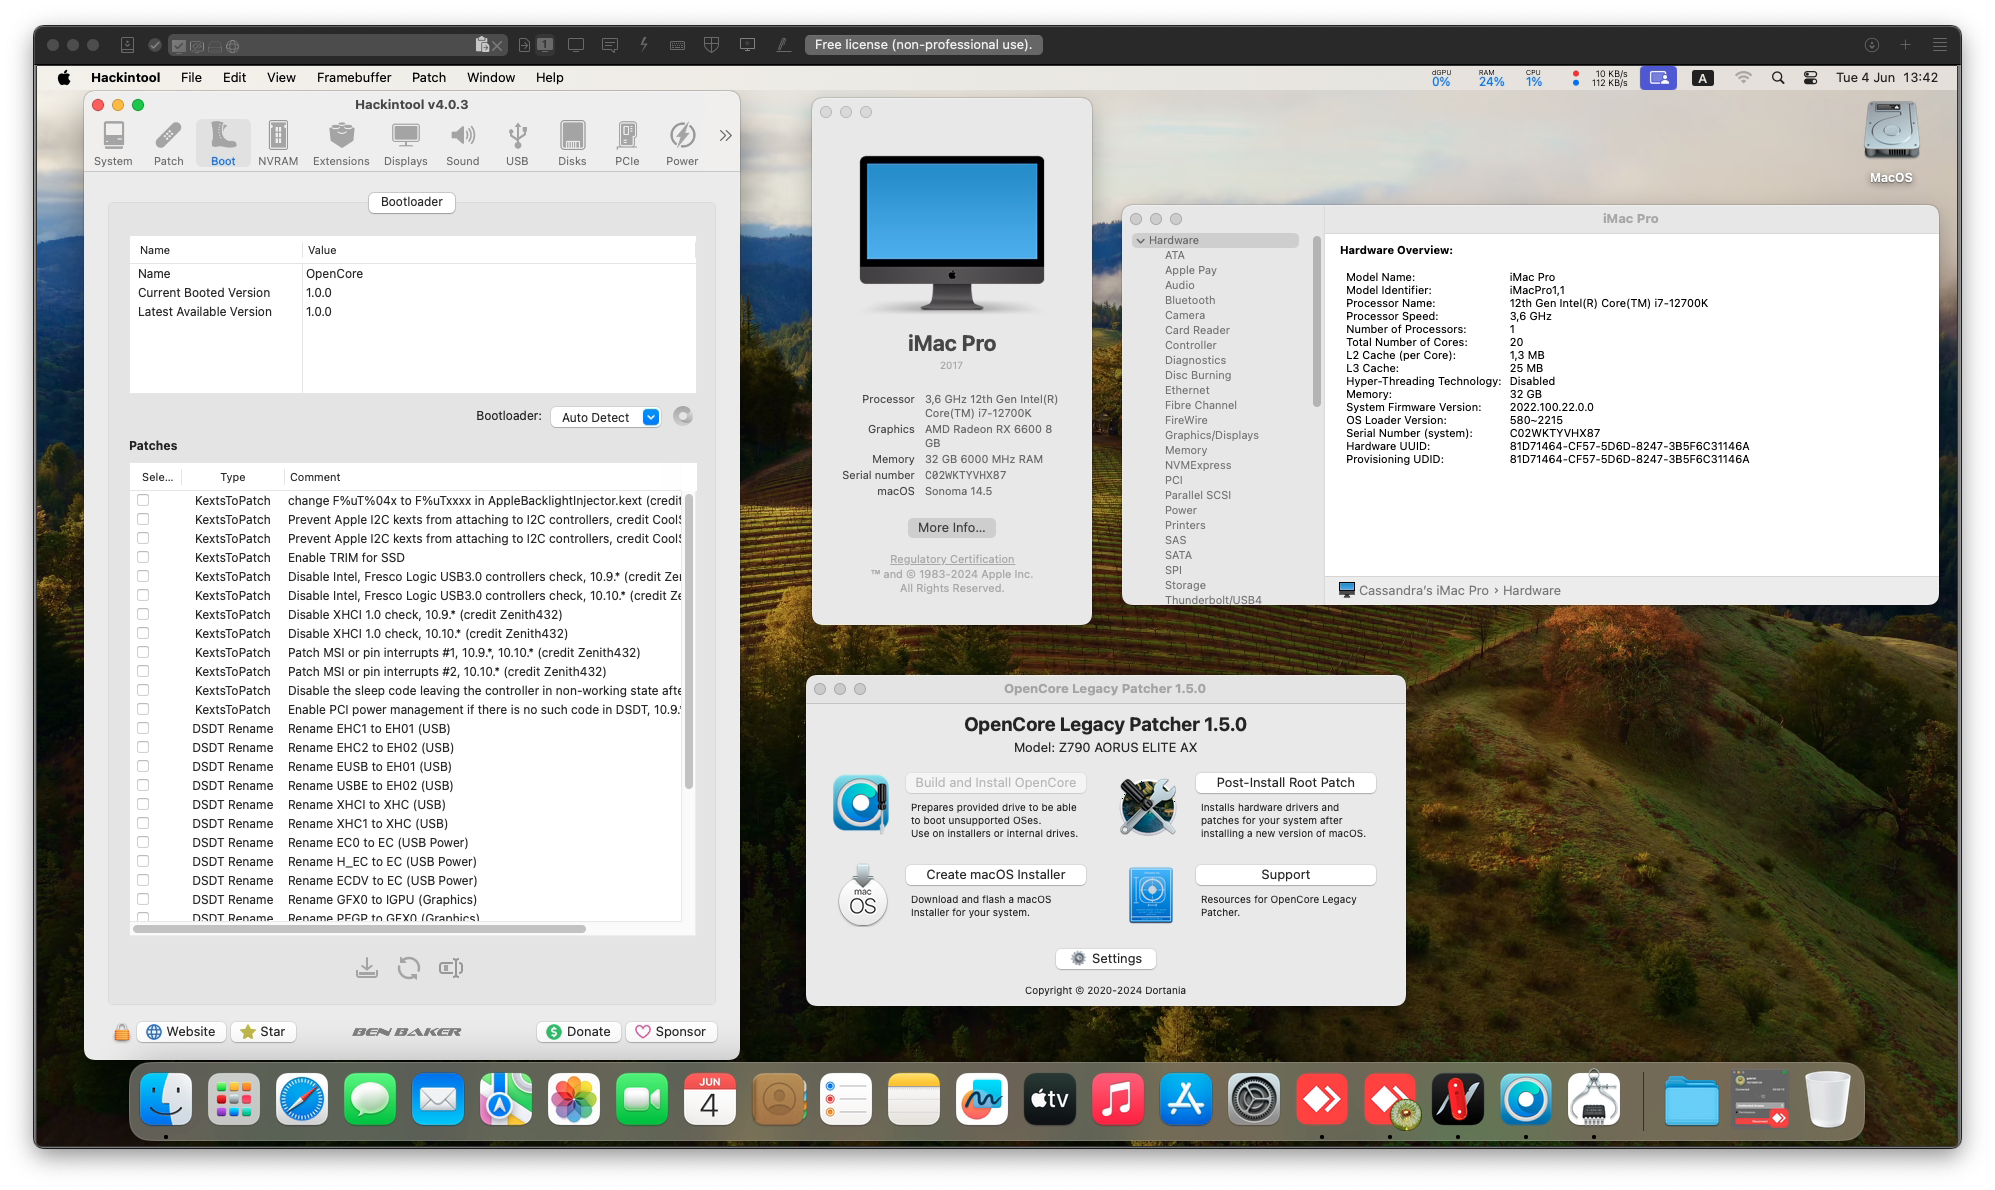 1
Free license (non-professional use).
Hackintool File Edit View Framebuffer Patch Window Help
dGPU 0% RAM 24% CPU 1% 10 KB/s 112 KB/s A Tue 4 Jun 13:42
Hackintool v4.0.3
System Patch Boot NVRAM Extensions Displays Sound USB Disks PCIe Power
Bootloader
Name Value
Name OpenCore
Current Booted Version 1.0.0
Latest Available Version 1.0.0
Bootloader: Auto Detect
Patches
Sele... Type Comment
KextsToPatch change F%uT%04x to F%uTxxxx in AppleBacklightInjector.kext (credit
KextsToPatch Prevent Apple I2C kexts from attaching to I2C controllers, credit CoolS
KextsToPatch Prevent Apple I2C kexts from attaching to I2C controllers, credit CoolS
KextsToPatch Enable TRIM for SSD
KextsToPatch Disable Intel, Fresco Logic USB3.0 controllers check, 10.9.* (credit Zer
KextsToPatch Disable Intel, Fresco Logic USB3.0 controllers check, 10.10.* (credit Ze
KextsToPatch Disable XHCI 1.0 check, 10.9.* (credit Zenith432)
KextsToPatch Disable XHCI 1.0 check, 10.10.* (credit Zenith432)
KextsToPatch Patch MSI or pin interrupts #1, 10.9.*, 10.10.* (credit Zenith432)
KextsToPatch Patch MSI or pin interrupts #2, 10.10.* (credit Zenith432)
KextsToPatch Disable the sleep code leaving the controller in non-working state afte
KextsToPatch Enable PCI power management if there is no such code in DSDT, 10.9.*
DSDT Rename Rename EHC1 to EH01 (USB)
DSDT Rename Rename EHC2 to EH02 (USB)
DSDT Rename Rename EUSB to EH01 (USB)
DSDT Rename Rename USBE to EH02 (USB)
DSDT Rename Rename XHCI to XHC (USB)
DSDT Rename Rename XHC1 to XHC (USB)
DSDT Rename Rename EC0 to EC (USB Power)
DSDT Rename Rename H_EC to EC (USB Power)
DSDT Rename Rename ECDV to EC (USB Power)
DSDT Rename Rename GFX0 to IGPU (Graphics)
DSDT Rename Rename PEGP to GFX0 (Graphics)
Website Star BEN BAKER Donate Sponsor
iMac Pro
2017
Processor 3,6 GHz 12th Gen Intel(R)
Core(TM) i7-12700K
Graphics AMD Radeon RX 6600 8
GB
Memory 32 GB 6000 MHz RAM
Serial number C02WKTYVHX87
macOS Sonoma 14.5
More Info...
Regulatory Certification
™ and © 1983-2024 Apple Inc.
All Rights Reserved.
MacOS
iMac Pro
Hardware
ATA
Apple Pay
Audio
Bluetooth
Camera
Card Reader
Controller
Diagnostics
Disc Burning
Ethernet
Fibre Channel
FireWire
Graphics/Displays
Memory
NVMExpress
PCI
Parallel SCSI
Power
Printers
SAS
SATA
SPI
Storage
Thunderbolt/USB4
Hardware Overview:
Model Name: iMac Pro
Model Identifier: iMacPro1,1
Processor Name: 12th Gen Intel(R) Core(TM) i7-12700K
Processor Speed: 3,6 GHz
Number of Processors: 1
Total Number of Cores: 20
L2 Cache (per Core): 1,3 MB
L3 Cache: 25 MB
Hyper-Threading Technology: Disabled
Memory: 32 GB
System Firmware Version: 2022.100.22.0.0
OS Loader Version: 580~2215
Serial Number (system): C02WKTYVHX87
Hardware UUID: 81D71464-CF57-5D6D-8247-3B5F6C31146A
Provisioning UDID: 81D71464-CF57-5D6D-8247-3B5F6C31146A
Cassandra's iMac Pro › Hardware
OpenCore Legacy Patcher 1.5.0
OpenCore Legacy Patcher 1.5.0
Model: Z790 AORUS ELITE AX
Build and Install OpenCore
Prepares provided drive to be able
to boot unsupported OSes.
Use on installers or internal drives.
Post-Install Root Patch
Installs hardware drivers and
patches for your system after
installing a new version of macOS.
mac
OS
Create macOS Installer
Download and flash a macOS
Installer for your system.
Support
Resources for OpenCore Legacy
Patcher.
Settings
Copyright © 2020-2024 Dortania
JUN
4
tv